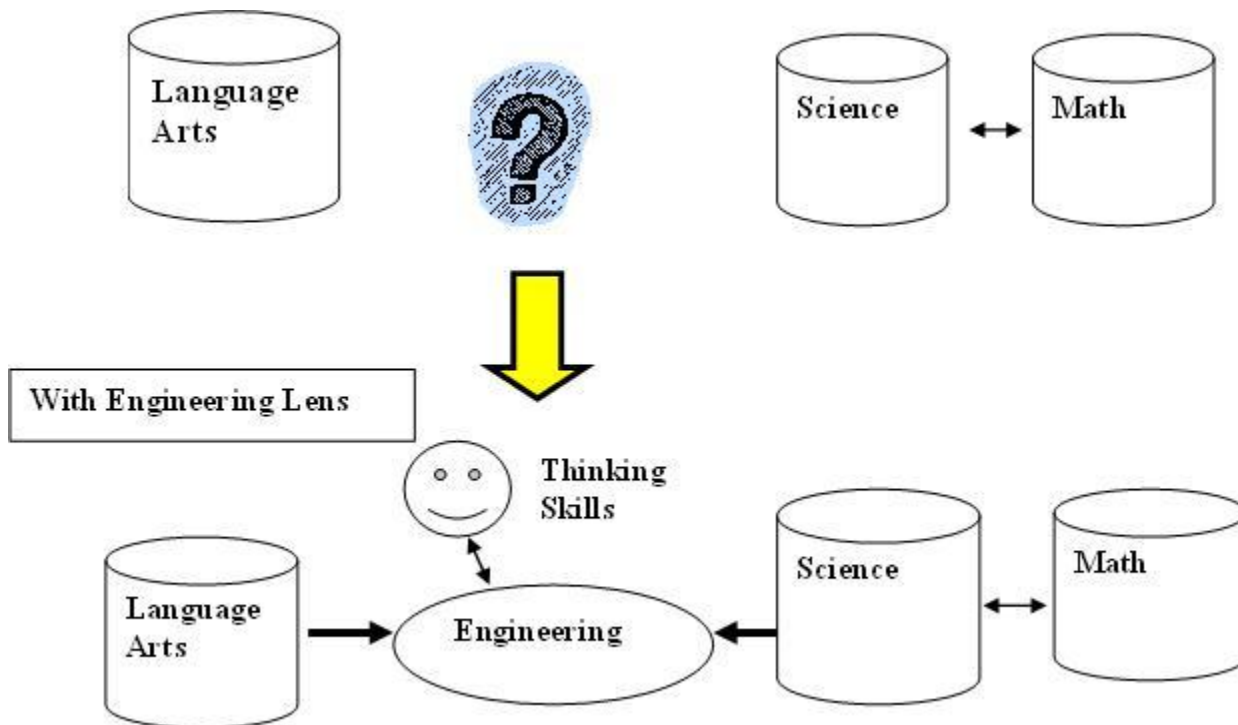 Language
Arts
?
Science
Math
With Engineering Lens
Thinking
Skills
Language
Arts
Engineering
Science
Math